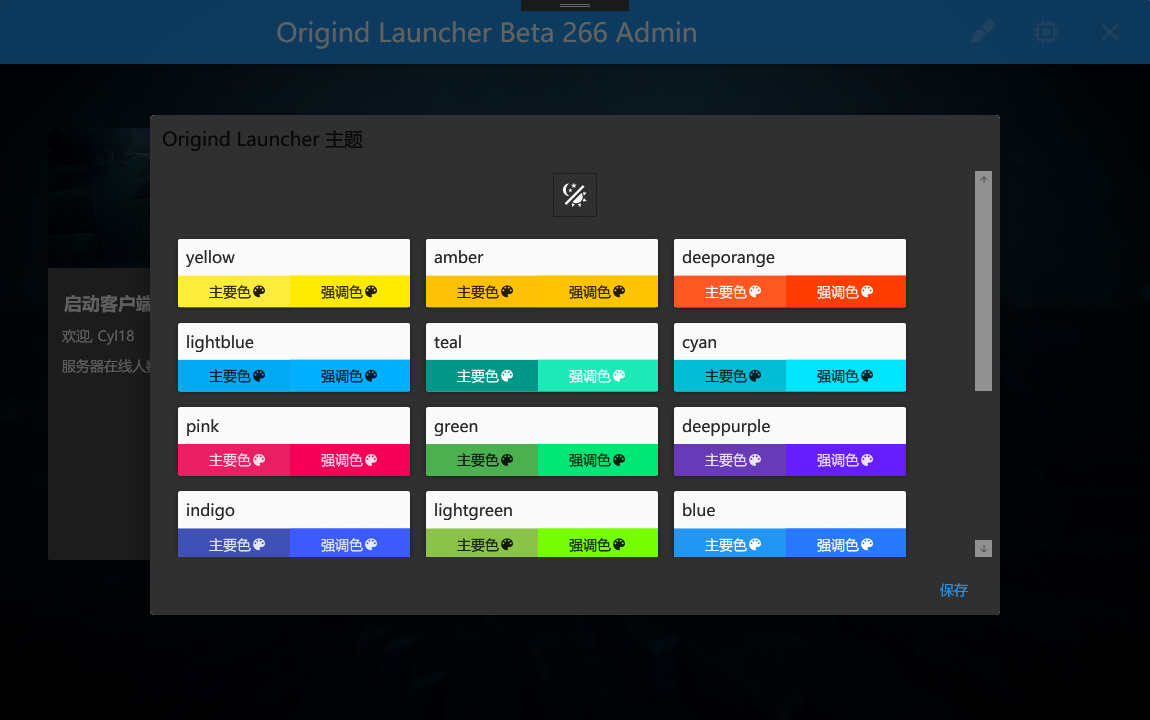 Origind Launcher Beta 266 Admin
Origind Launcher 主题
yellow
主要色 强调色
amber
主要色 强调色
deeporange
主要色 强调色
lightblue
主要色 强调色
teal
主要色 强调色
cyan
主要色 强调色
pink
主要色 强调色
green
主要色 强调色
deeppurple
主要色 强调色
indigo
主要色 强调色
lightgreen
主要色 强调色
blue
主要色 强调色
保存
启动客户端
欢迎, Cyl18
服务器在线人